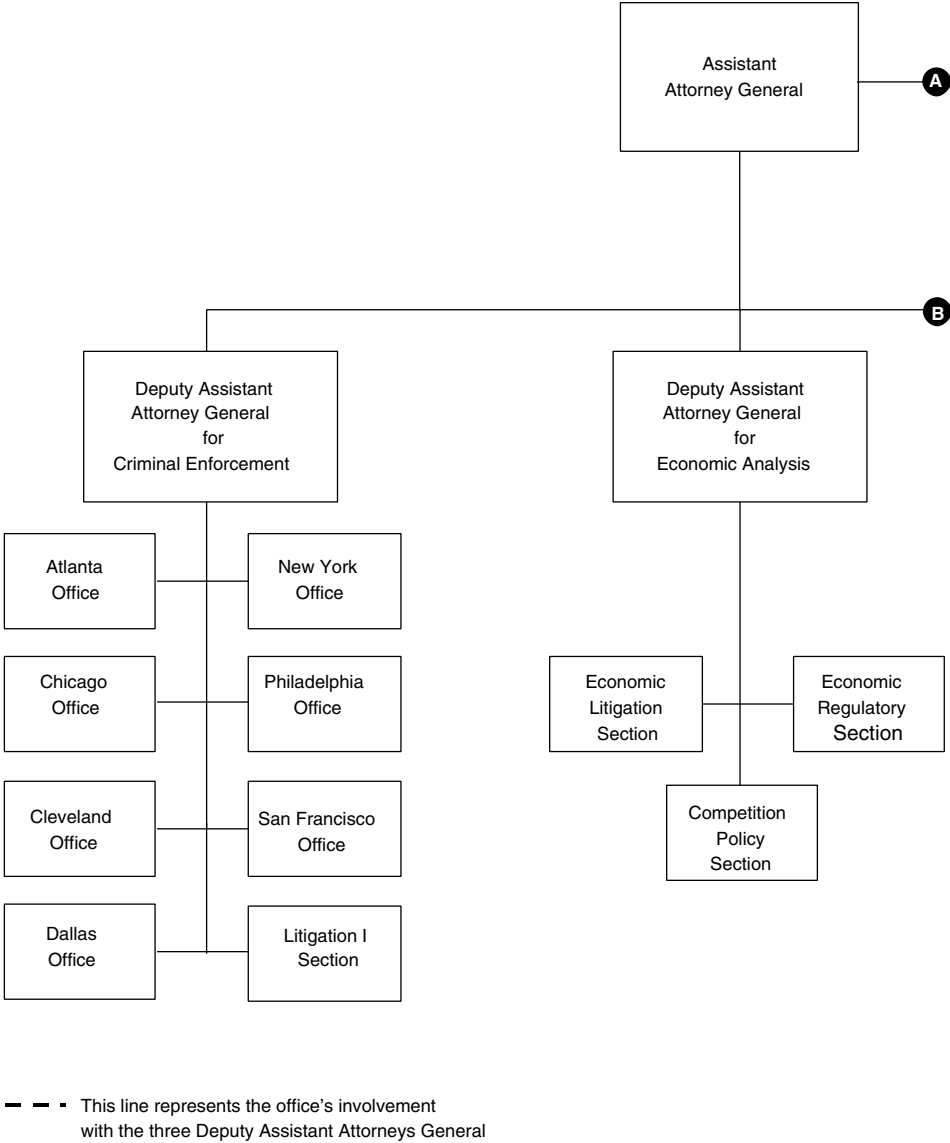 Assistant
Attorney General
A
B
Deputy Assistant
Attorney General
for
Criminal Enforcement
Deputy Assistant
Attorney General
for
Economic Analysis
Atlanta
Office
New York
Office
Chicago
Office
Philadelphia
Office
Cleveland
Office
San Francisco
Office
Dallas
Office
Litigation I
Section
Economic
Litigation
Section
Economic
Regulatory
Section
Competition
Policy
Section
This line represents the office's involvement
with the three Deputy Assistant Attorneys General